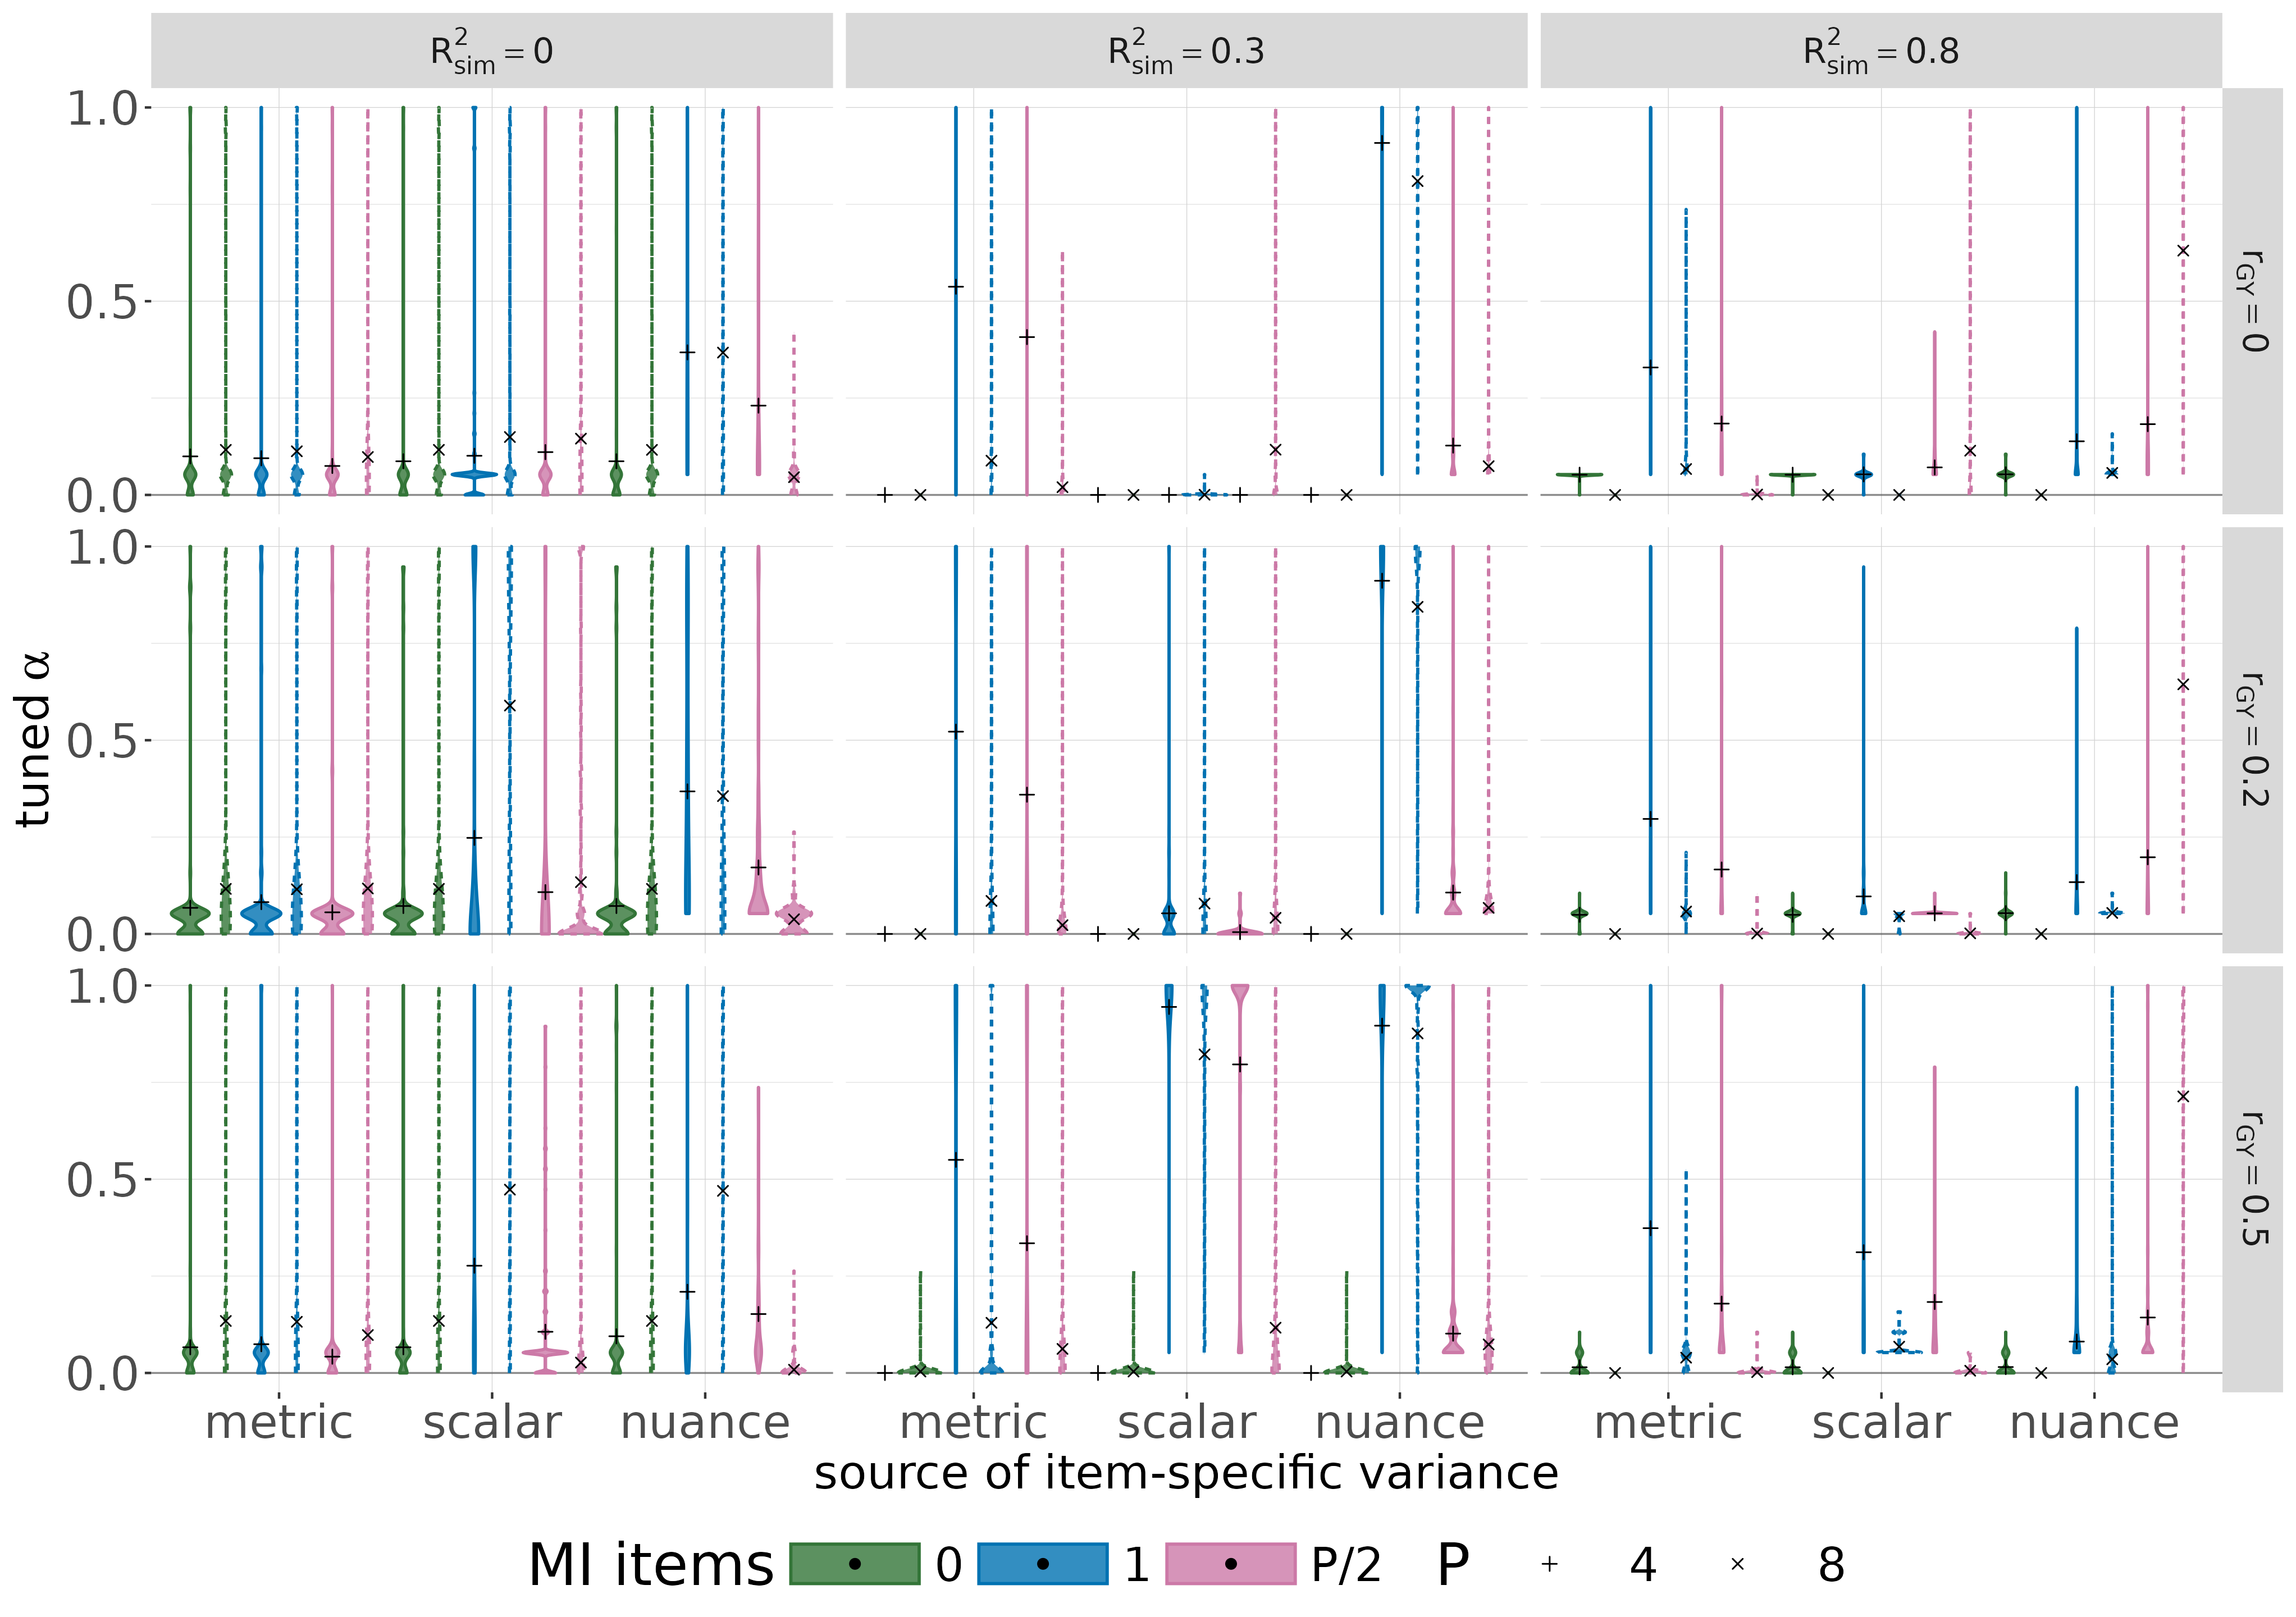 R²sim = 0
R²sim = 0.3
R²sim = 0.8
1.0
0.5
0.0
rGY = 0
1.0
0.5
0.0
rGY = 0.2
1.0
0.5
0.0
rGY = 0.5
tuned α
metric scalar nuance
metric scalar nuance
metric scalar nuance
source of item-specific variance
MI items 0 1 P/2 P + 4 × 8